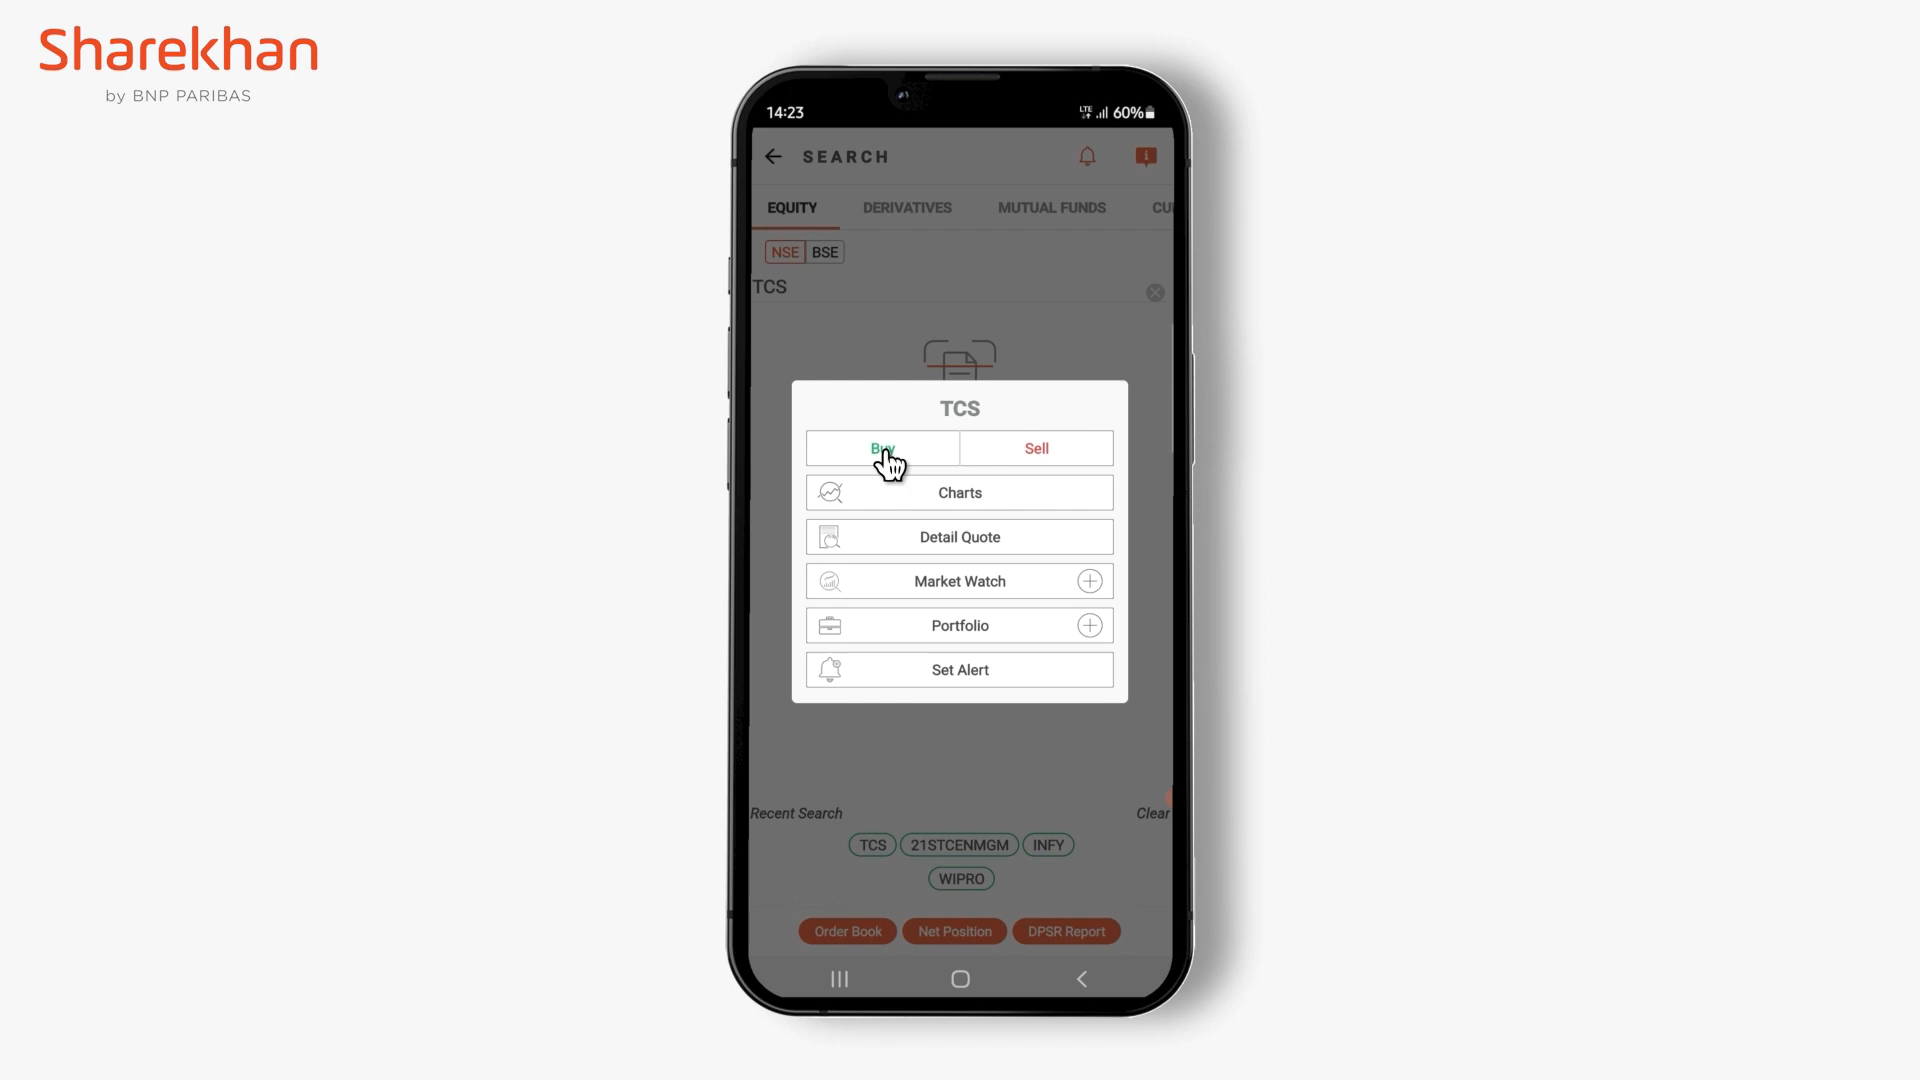 Sharekhan
by BNP PARIBAS
14:23
LTE 60%
SEARCH
EQUITY DERIVATIVES MUTUAL FUNDS
NSE BSE
TCS
TCS
Buy Sell
Charts
Detail Quote
Market Watch
Portfolio
Set Alert
Recent Search Clear
TCS 21STCENMGM INFY
WIPRO
Order Book Net Position DPSR Report